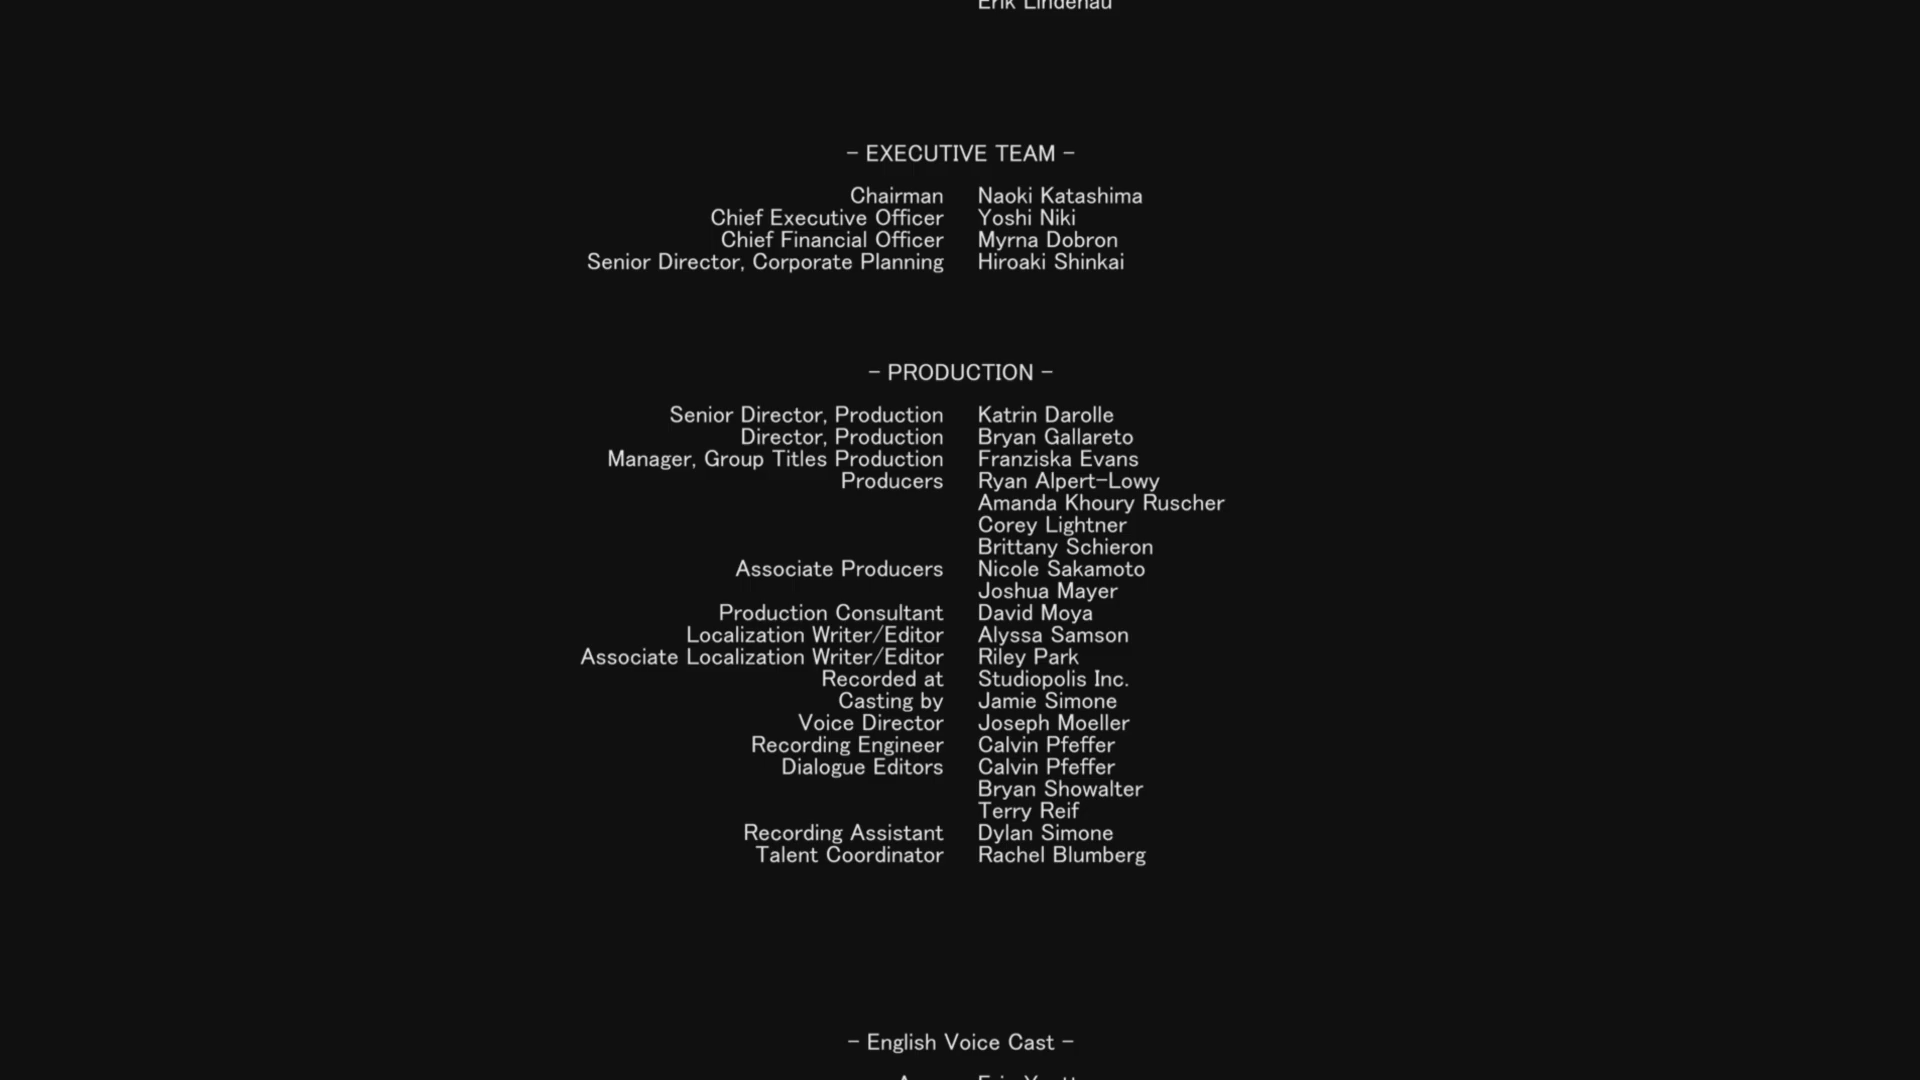 Erik Lindenau
- EXECUTIVE TEAM -
Chairman Naoki Katashima
Chief Executive Officer Yoshi Niki
Chief Financial Officer Myrna Dobron
Senior Director, Corporate Planning Hiroaki Shinkai
- PRODUCTION -
Senior Director, Production Katrin Darolle
Director, Production Bryan Gallareto
Manager, Group Titles Production Franziska Evans
Producers Ryan Alpert-Lowy
Amanda Khoury Ruscher
Corey Lightner
Brittany Schieron
Associate Producers Nicole Sakamoto
Joshua Mayer
Production Consultant David Moya
Localization Writer/Editor Alyssa Samson
Associate Localization Writer/Editor Riley Park
Recorded at Studiopolis Inc.
Casting by Jamie Simone
Voice Director Joseph Moeller
Recording Engineer Calvin Pfeffer
Dialogue Editors Calvin Pfeffer
Bryan Showalter
Terry Reif
Recording Assistant Dylan Simone
Talent Coordinator Rachel Blumberg
- English Voice Cast -